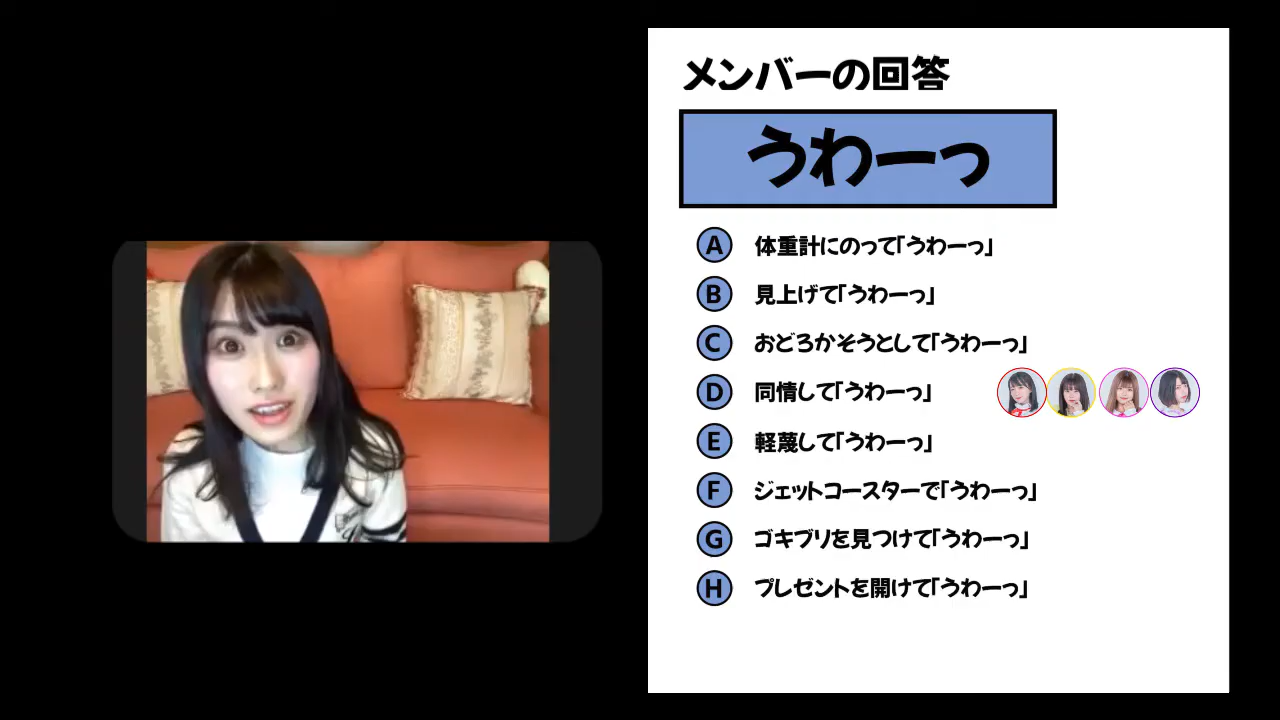 メンバーの回答
うわーっ
A 体重計にのって「うわーっ」
B 見上げて「うわーっ」
C おどろかそうとして「うわーっ」
D 同情して「うわーっ」
E 軽蔑して「うわーっ」
F ジェットコースターで「うわーっ」
G ゴキブリを見つけて「うわーっ」
H プレゼントを開けて「うわーっ」